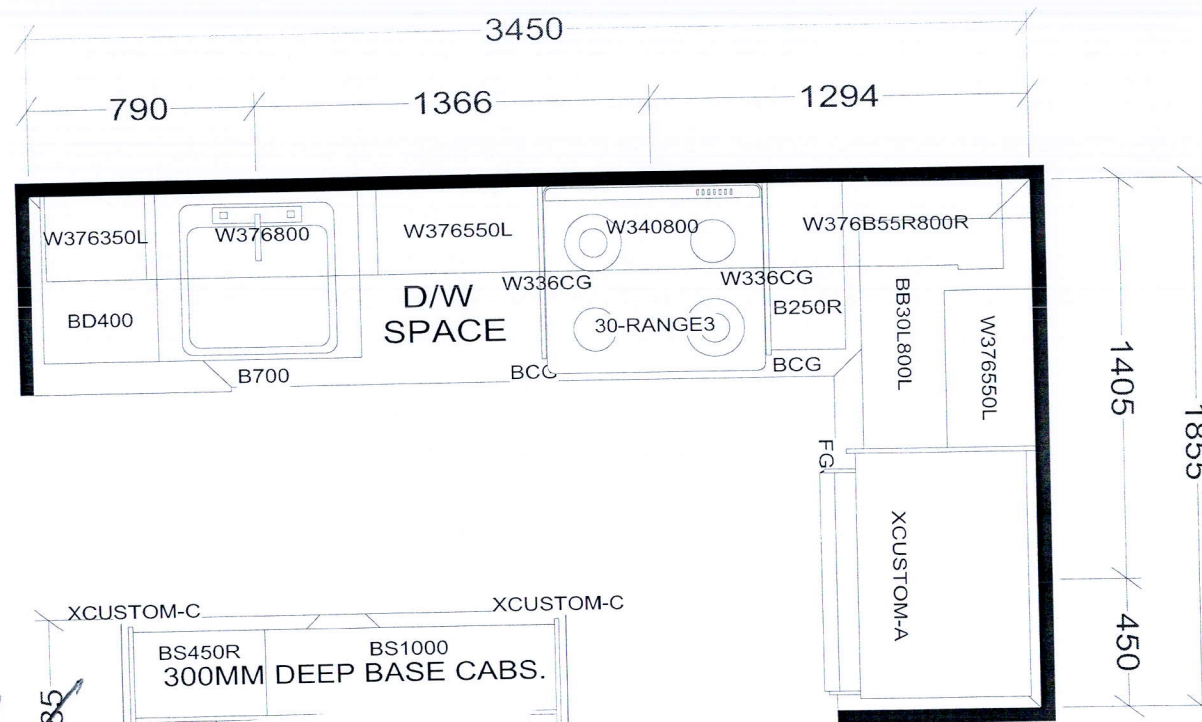 3450
790
1366
1294
W376350L
W376800
W376550L
W340800
W376B55R800R
W336CG
W336CG
BD400
D/W
SPACE
30-RANGE3
B250R
BB30L800L
W376550L
B700
BCG
BCG
1405
1855
FG
XCUSTOM-A
450
XCUSTOM-C
XCUSTOM-C
BS450R
BS1000
300MM DEEP BASE CABS.